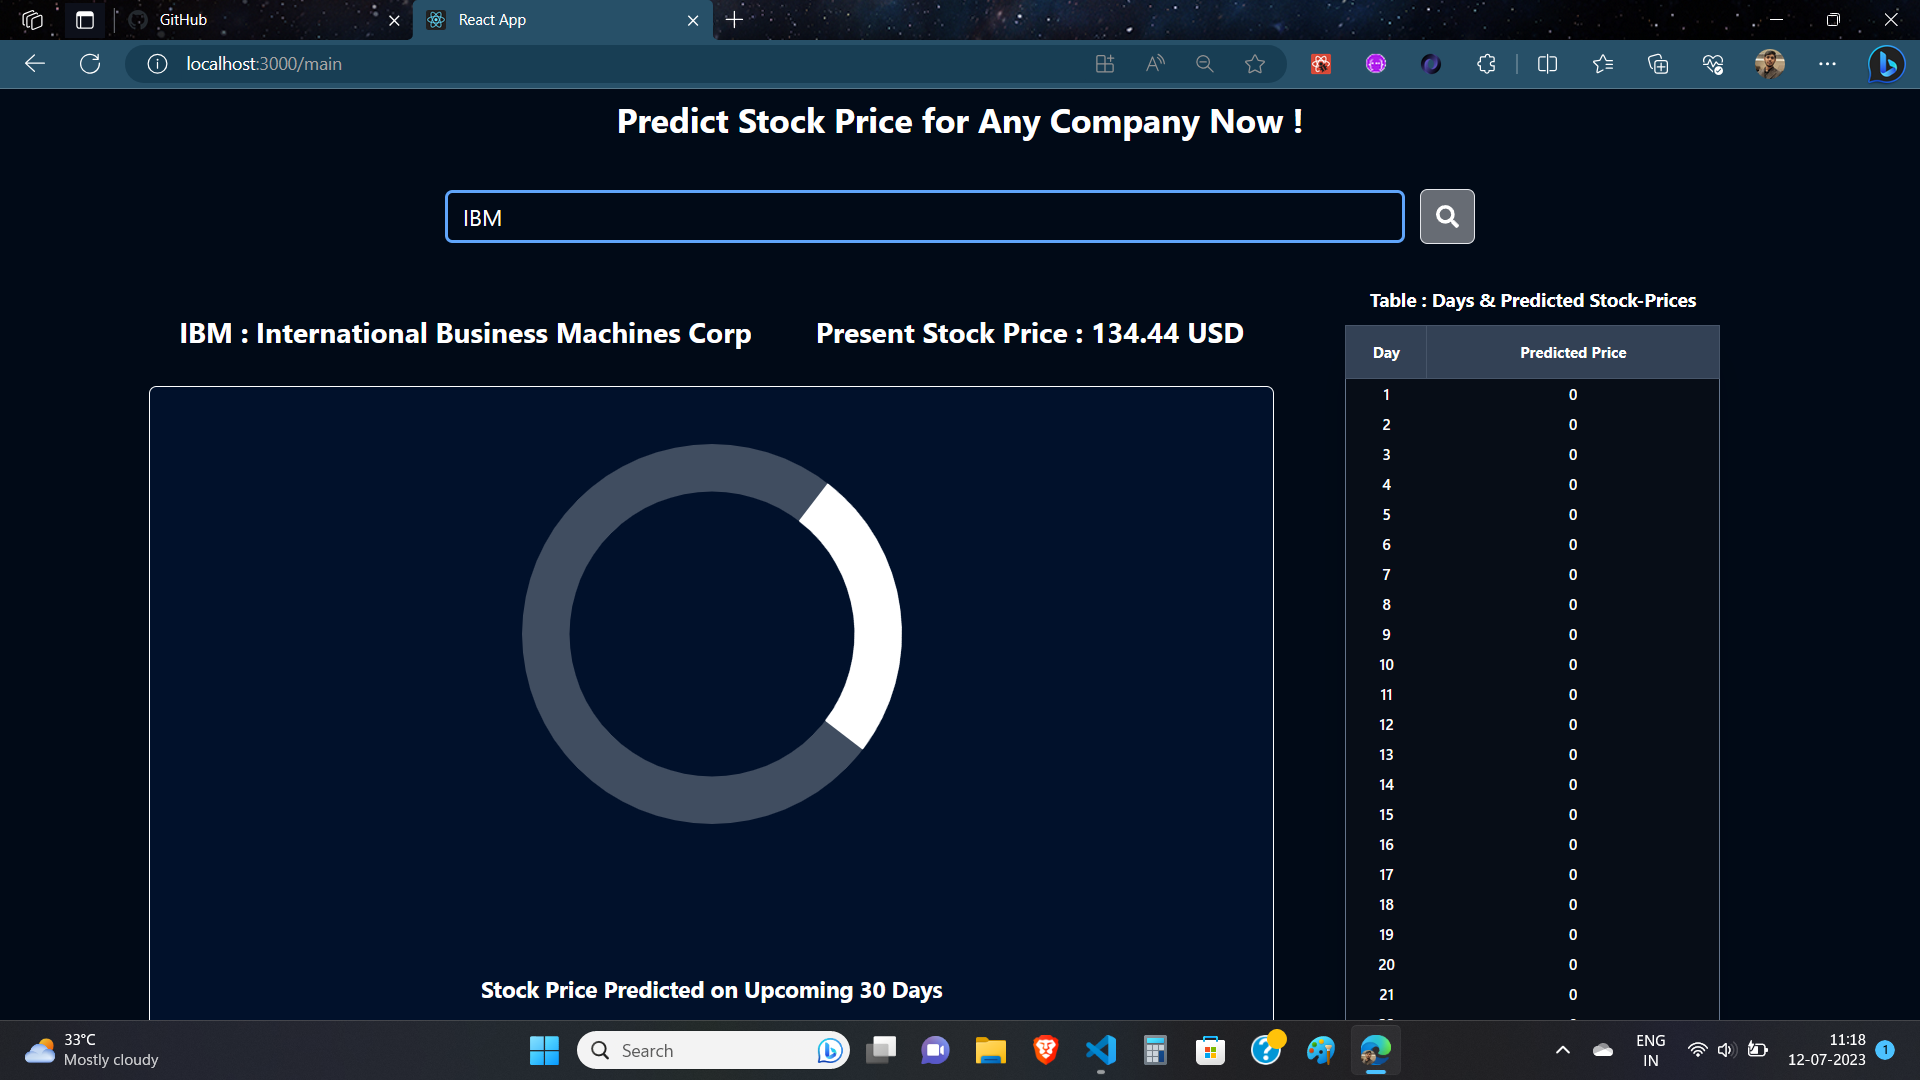 GitHub
React App
localhost:3000/main
Predict Stock Price for Any Company Now !
IBM
IBM : International Business Machines Corp
Present Stock Price : 134.44 USD
Stock Price Predicted on Upcoming 30 Days
Table : Days & Predicted Stock-Prices
Day Predicted Price
1 0
2 0
3 0
4 0
5 0
6 0
7 0
8 0
9 0
10 0
11 0
12 0
13 0
14 0
15 0
16 0
17 0
18 0
19 0
20 0
21 0
33°C
Mostly cloudy
Search
ENG
IN
11:18
12-07-2023
1